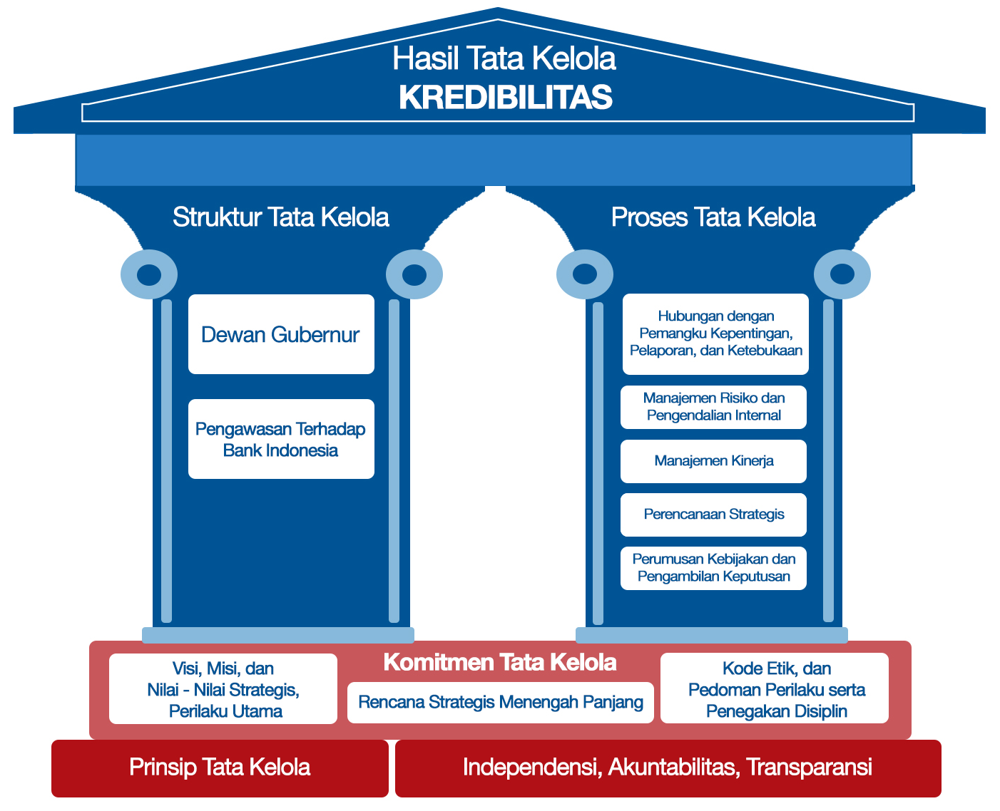 Hasil Tata Kelola
KREDIBILITAS
Struktur Tata Kelola
Dewan Gubernur
Pengawasan Terhadap
Bank Indonesia
Proses Tata Kelola
Hubungan dengan
Pemangku Kepentingan,
Pelaporan, dan Ketebukaan
Manajemen Risiko dan
Pengendalian Internal
Manajemen Kinerja
Perencanaan Strategis
Perumusan Kebijakan dan
Pengambilan Keputusan
Komitmen Tata Kelola
Visi, Misi, dan
Nilai - Nilai Strategis,
Perilaku Utama
Rencana Strategis Menengah Panjang
Kode Etik, dan
Pedoman Perilaku serta
Penegakan Disiplin
Prinsip Tata Kelola
Independensi, Akuntabilitas, Transparansi